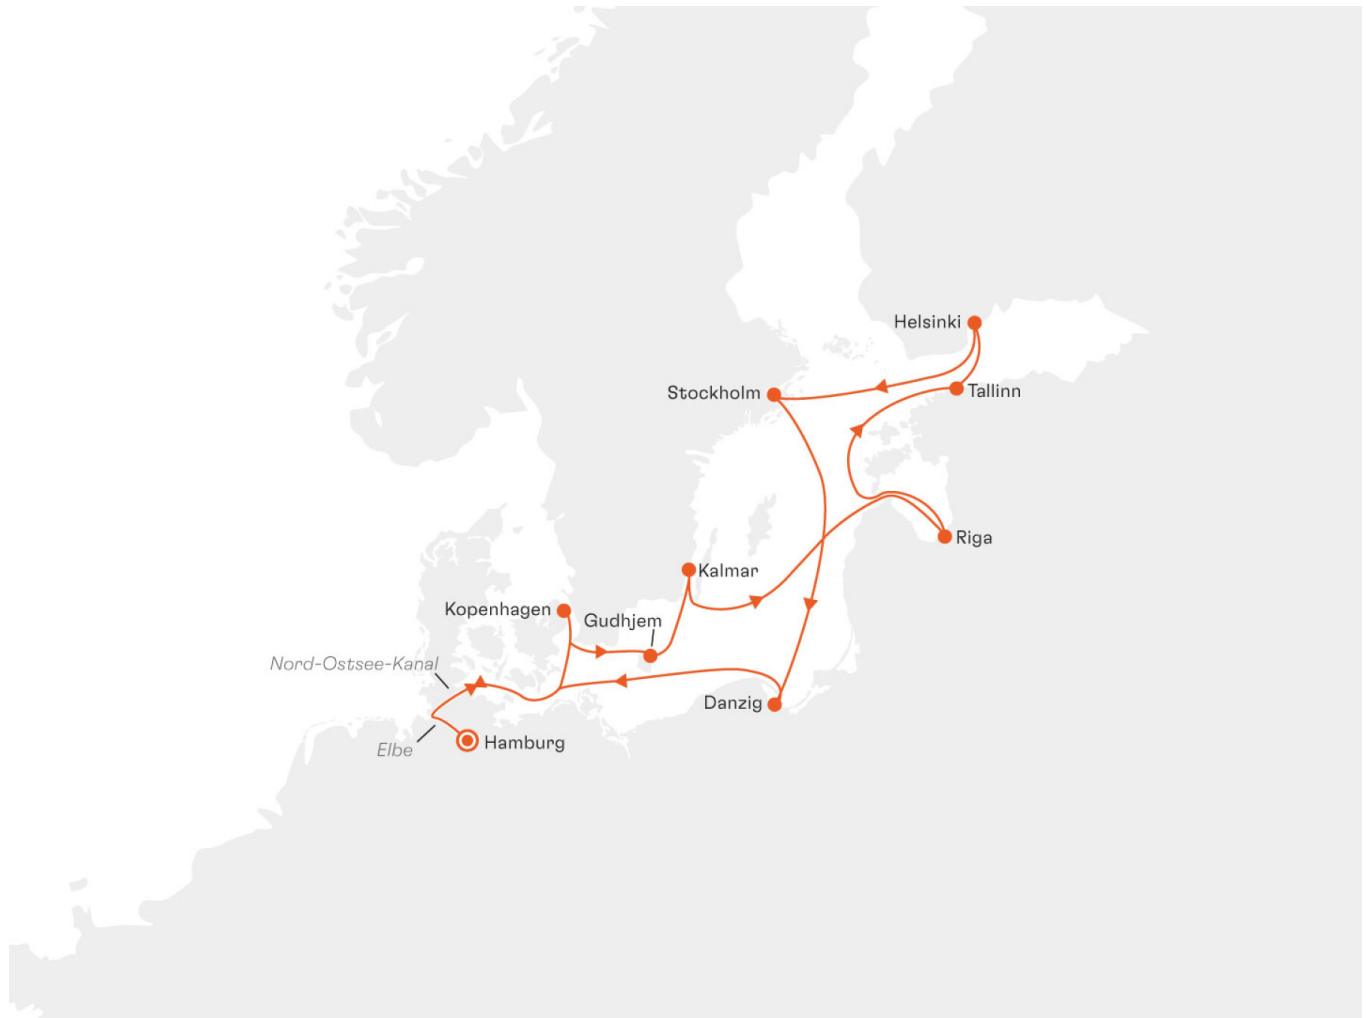 Helsinki
Stockholm
Tallinn
Riga
Kalmar
Kopenhagen
Gudhjem
Nord-Ostsee-Kanal
Danzig
Elbe
Hamburg